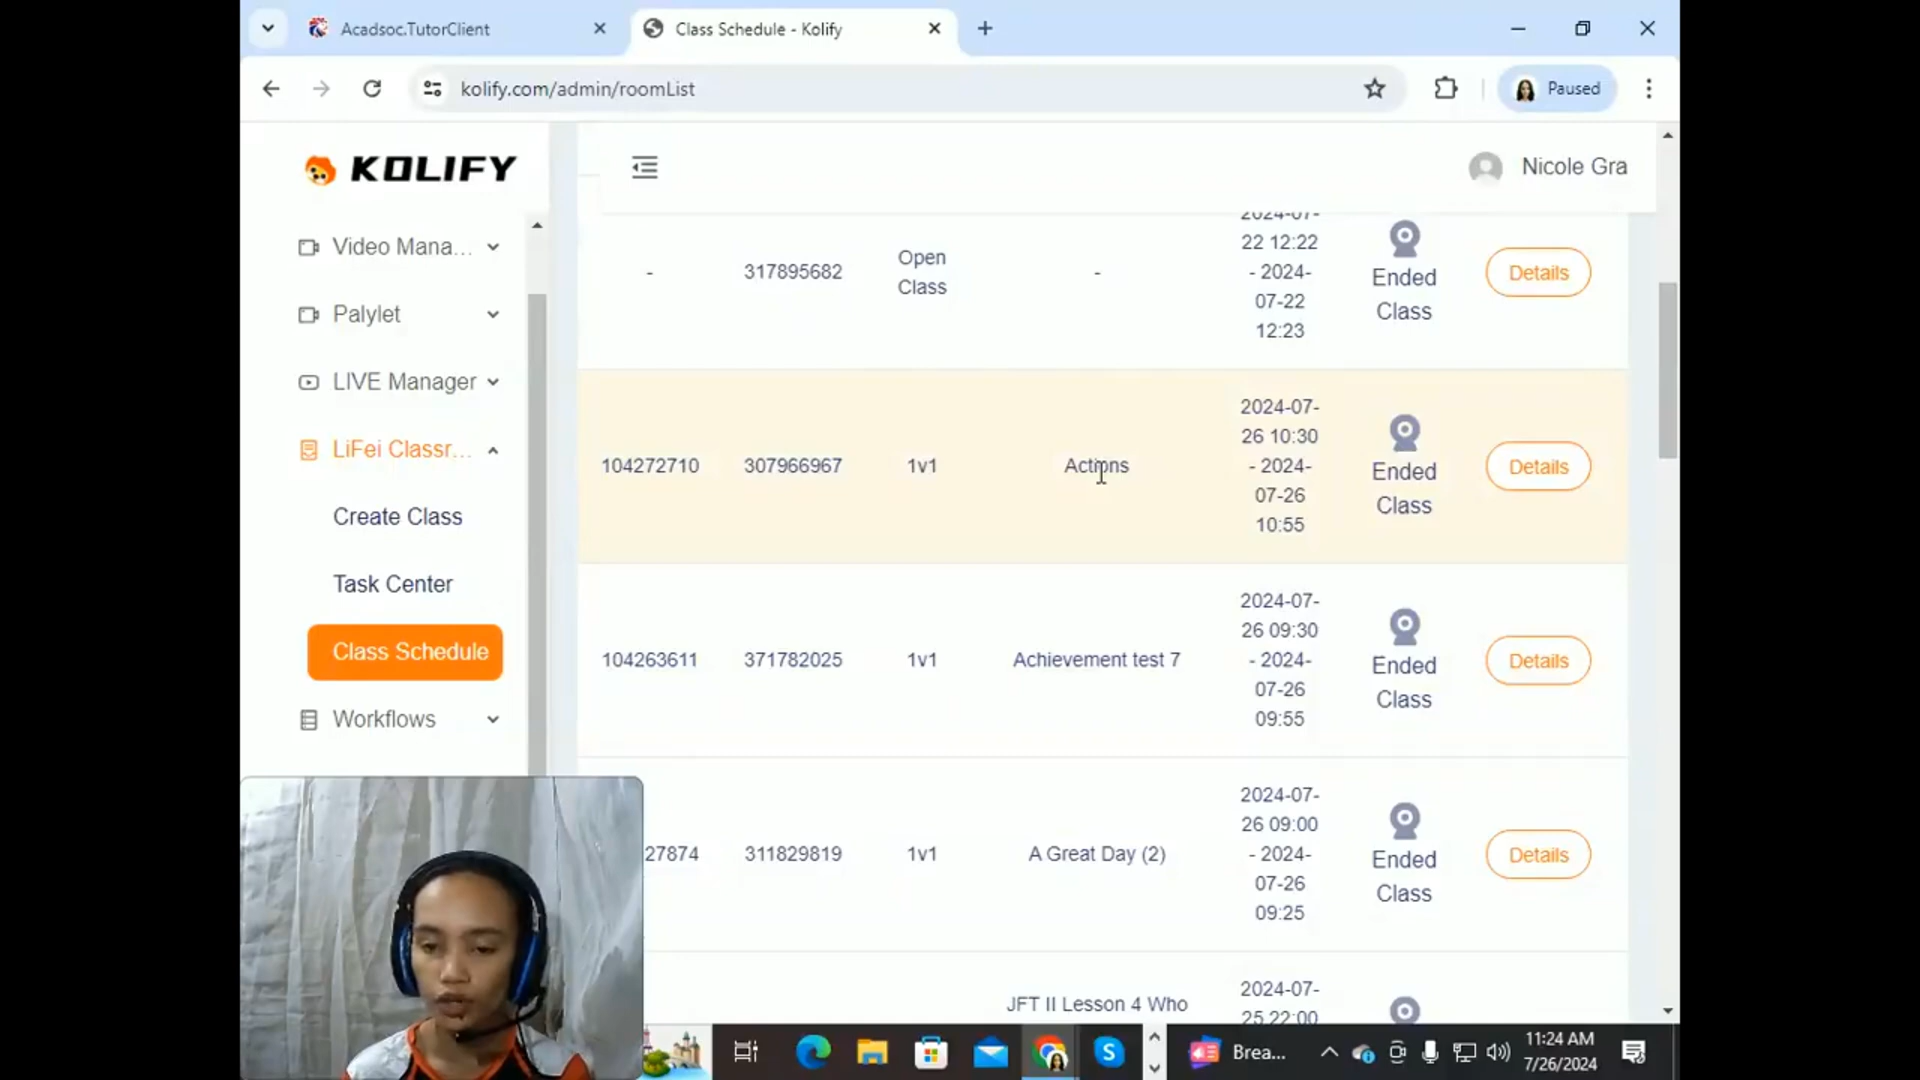 Acadsoc.TutorClient
Class Schedule - Kolify
kolify.com/admin/roomList
Paused
KOLIFY
Nicole Gra
Video Mana...
Palylet
LIVE Manager
LiFei Classr...
Create Class
Task Center
Class Schedule
Workflows
-
317895682
Open
Class
-
2024-07-
22 12:22
- 2024-
07-22
12:23
Ended
Class
Details
104272710
307966967
1v1
Actions
2024-07-
26 10:30
- 2024-
07-26
10:55
Ended
Class
Details
104263611
371782025
1v1
Achievement test 7
2024-07-
26 09:30
- 2024-
07-26
09:55
Ended
Class
Details
27874
311829819
1v1
A Great Day (2)
2024-07-
26 09:00
- 2024-
07-26
09:25
Ended
Class
Details
JFT II Lesson 4 Who
2024-07-
25 22:00
Brea...
11:24 AM
7/26/2024